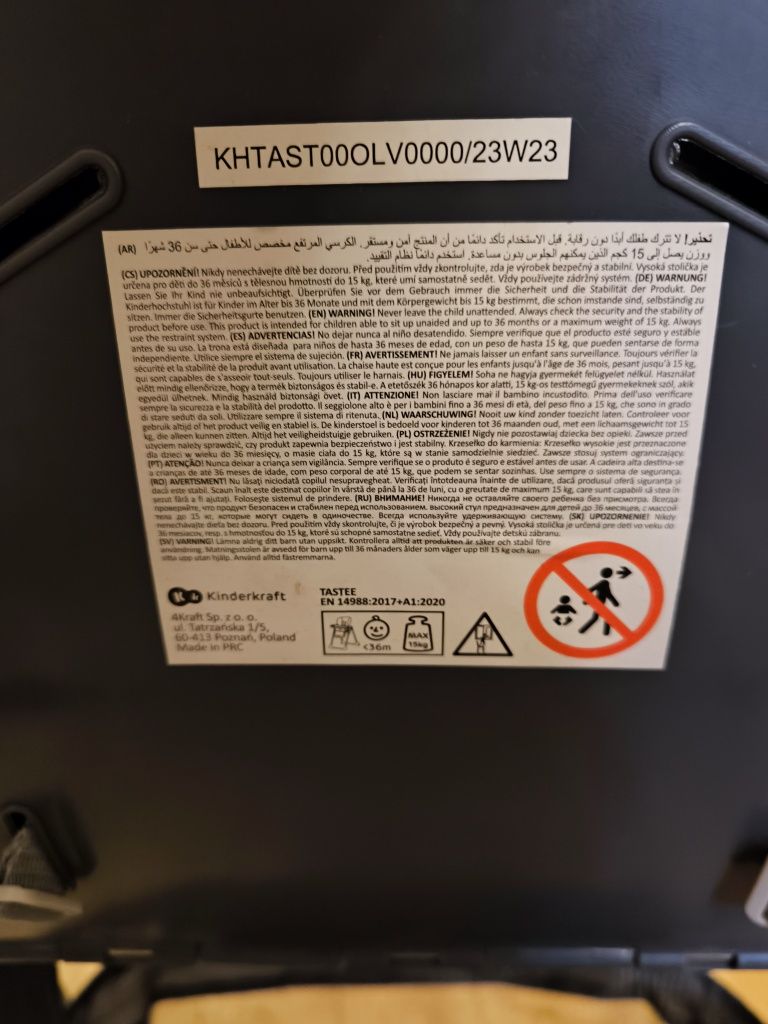 KHTAST00OLV0000/23W23
(AR) تحذير! لا تترك طفلك أبدًا دون رقابة. قبل الاستخدام تأكد دائمًا من أن المنتج آمن ومستقر. الكرسي المرتفع مخصص للأطفال حتى سن 36 شهرًا
ووزن يصل إلى 15 كجم الذين يمكنهم الجلوس بدون مساعدة. استخدم دائمًا نظام التقييد.
(CS) UPOZORNĚNÍ! Nikdy nenechávejte dítě bez dozoru. Před použitím vždy zkontrolujte, zda je výrobek bezpečný a stabilní. Vysoká stolička je
určena pro děti do 36 měsíců s tělesnou hmotností do 15 kg, které umí samostatně sedět. Vždy používejte zádržný systém. (DE) WARNUNG!
Lassen Sie Ihr Kind nie unbeaufsichtigt. Überprüfen Sie vor dem Gebrauch immer die Sicherheit und die Stabilität der Produkt. Der
Kinderhochstuhl ist für Kinder im Alter bis 36 Monate und mit dem Körpergewicht bis 15 kg bestimmt, die schon imstande sind, selbständig zu
sitzen. Immer die Sicherheitsgurte benutzen. (EN) WARNING! Never leave the child unattended. Always check the security and the stability of
product before use. This product is intended for children able to sit up unaided and up to 36 months or a maximum weight of 15 kg. Always
use the restraint system. (ES) ADVERTENCIAS! No dejar nunca al niño desatendido. Siempre verifique que el producto esté seguro y estable
antes de su uso. La trona está diseñada para niños de hasta 36 meses de edad, con un peso de hasta 15 kg, que pueden sentarse de forma
independiente. Utilice siempre el sistema de sujeción. (FR) AVERTISSEMENT! Ne jamais laisser un enfant sans surveillance. Toujours vérifier la
sécurité et la stabilité de la produit avant utilisation. La chaise haute est conçue pour les enfants jusqu'à l'âge de 36 mois, pesant jusqu'à 15 kg,
qui sont capables de s'asseoir tout-seuls. Toujours utiliser le harnais. (HU) FIGYELEM! Soha ne hagyja gyermekét felügyelet nélkül. Használat
előtt mindig ellenőrizze, hogy a termék biztonságos és stabil-e. A etetőszék 36 hónapos kor alatti, 15 kg-os testtömegű gyermekeknek szól, akik
egyedül ülhetnek. Mindig használd biztonsági övet. (IT) ATTENZIONE! Non lasciare mai il bambino incustodito. Prima dell'uso verificare
sempre la sicurezza e la stabilità del prodotto. Il seggiolone alto è per i bambini fino a 36 mesi di età, del peso fino a 15 kg, che sono in grado
di stare seduti da soli. Utilizzare sempre il sistema di ritenuta. (NL) WAARSCHUWING! Nooit uw kind zonder toezicht laten. Controleer voor
gebruik altijd of het product veilig en stabiel is. De kinderstoel is bedoeld voor kinderen tot 36 maanden oud, met een lichaamsgewicht tot 15
kg, die alleen kunnen zitten. Altijd het veiligheidstuigje gebruiken. (PL) OSTRZEŻENIE! Nigdy nie pozostawiaj dziecka bez opieki. Zawsze przed
użyciem należy sprawdzić, czy produkt zapewnia bezpieczeństwo i jest stabilny. Krzesełko do karmienia: Krzesełko wysokie jest przeznaczone
dla dzieci w wieku do 36 miesięcy, o masie ciała do 15 kg, które są w stanie samodzielnie siedzieć. Zawsze stosuj system ograniczający.
(PT) ATENÇÃO! Nunca deixar a criança sem vigilância. Sempre verifique se o produto é seguro e estável antes de usar. A cadeira alta destina-se
a crianças de até 36 meses de idade, com peso corporal de até 15 kg, que podem se sentar sozinhas. Use sempre o sistema de segurança.
(RO) AVERTISMENT! Nu lăsați niciodată copilul nesupravegheat. Verificați întotdeauna înainte de utilizare, dacă produsul oferă siguranță și
dacă este stabil. Scaun înalt este destinat copiilor în vârstă de până la 36 de luni, cu o greutate de maximum 15 kg, care sunt capabili să stea în
șezut fără a fi ajutați. Folosește sistemul de prindere. (RU) ВНИМАНИЕ! Никогда не оставляйте своего ребенка без присмотра. Всегда
проверяйте, что продукт безопасен и стабилен перед использованием. высокий стул предназначен для детей до 36 месяцев, с массой
тела до 15 кг, которые могут сидеть в одиночестве. Всегда используйте удерживающую систему. (SK) UPOZORNENIE! Nikdy
nenechávajte dieťa bez dozoru. Pred použitím vždy skontrolujte, či je výrobok bezpečný a pevný. Vysoká stolička je určená pre deti vo veku do
36 mesiacov, resp. s hmotnosťou do 15 kg, ktoré sú schopné samostatne sedieť. Vždy používajte detskú zábranu.
(SV) VARNING! Lämna aldrig ditt barn utan uppsikt. Kontrollera alltid att produkten är säker och stabil före
användning. Matningsstolen är avsedd för barn upp till 36 månaders ålder som väger upp till 15 kg och kan
sitta upp utan hjälp. Använd alltid fästremmarna.
Kinderkraft
4Kraft Sp. z o. o.
ul. Tatrzańska 1/5,
60-413 Poznań, Poland
Made in PRC
TASTEE
EN 14988:2017+A1:2020
<36m
MAX
15kg